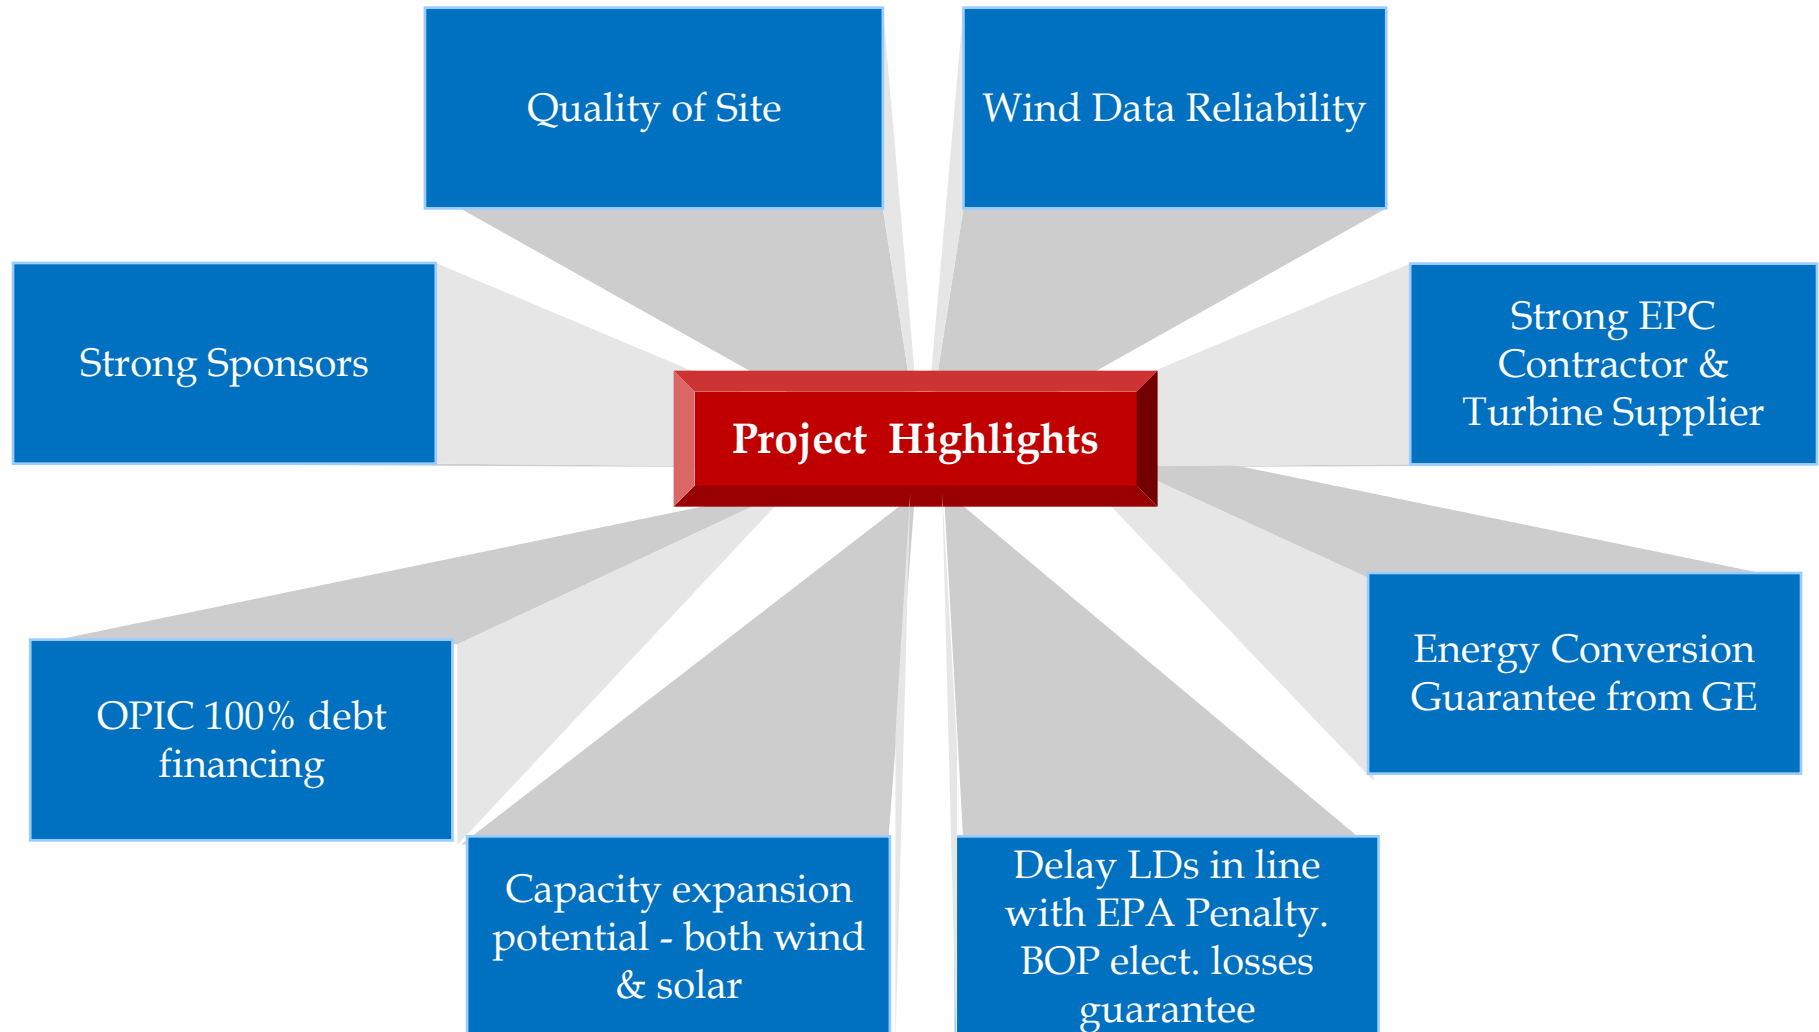 Quality of Site
Wind Data Reliability
Strong Sponsors
Strong EPC
Contractor &
Turbine Supplier
Project Highlights
OPIC 100% debt
financing
Energy Conversion
Guarantee from GE
Capacity expansion
potential - both wind
& solar
Delay LDs in line
with EPA Penalty.
BOP elect. losses
guarantee